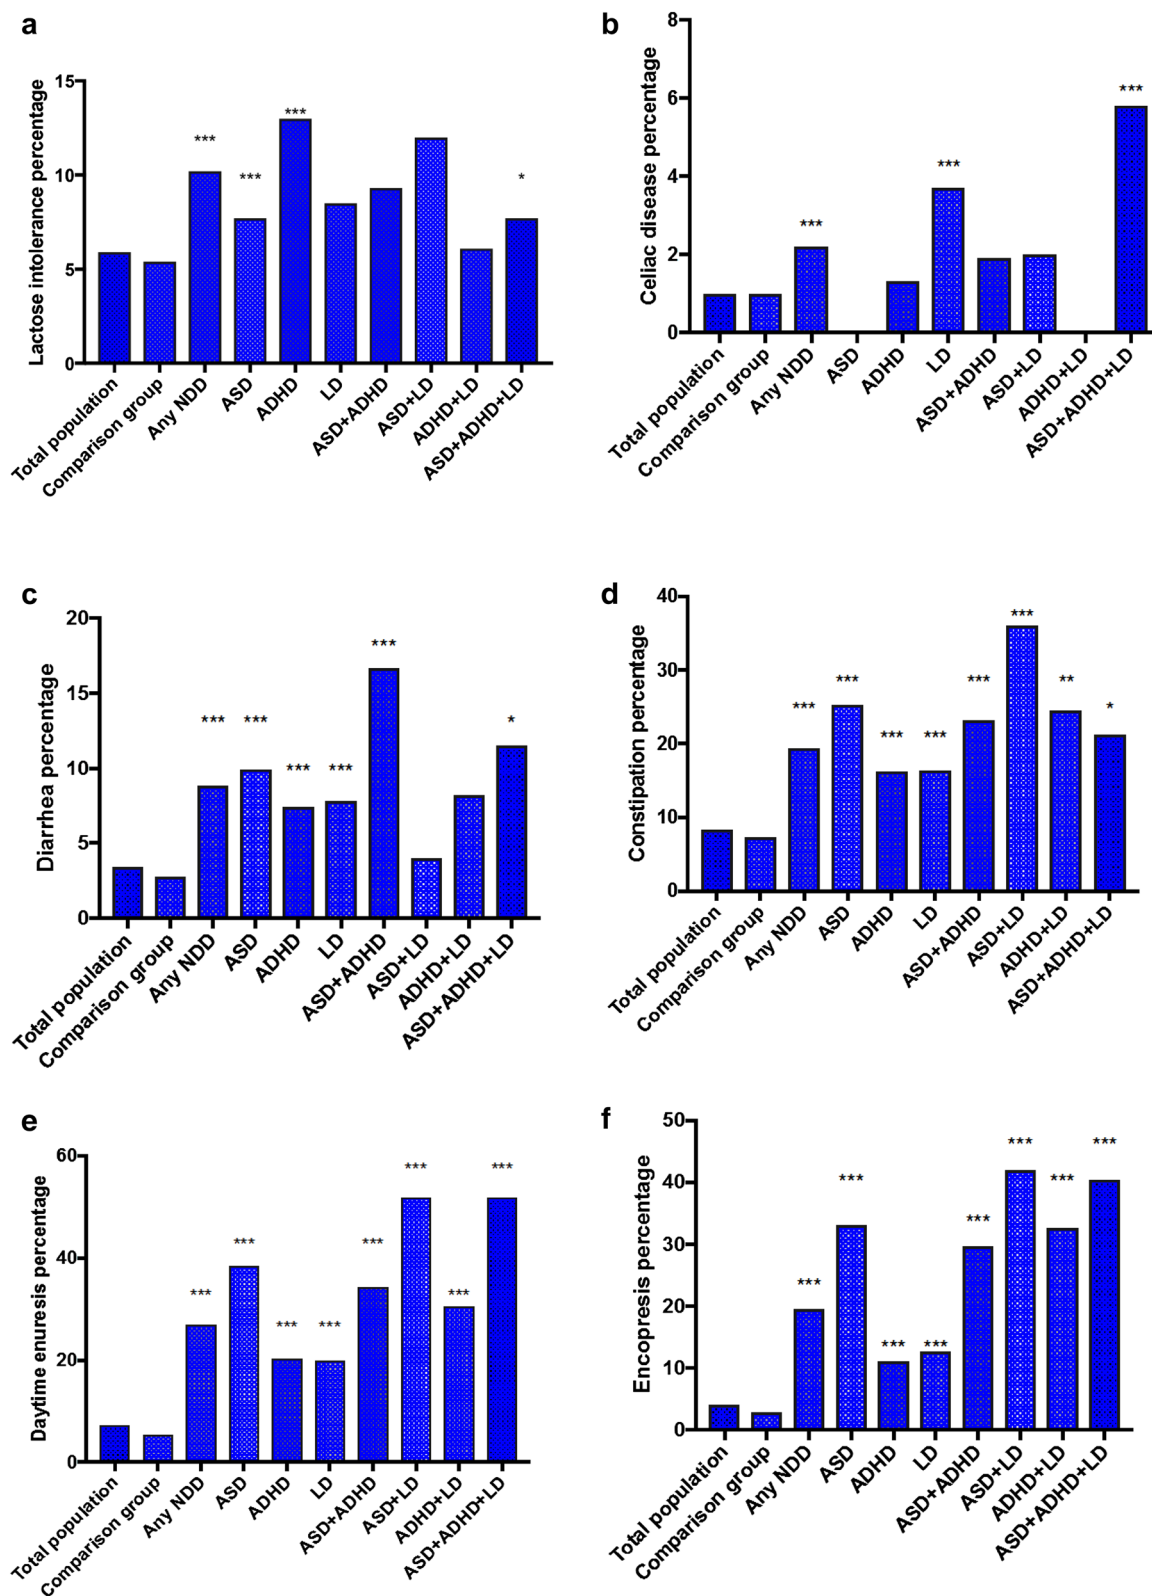 a
Lactose intolerance percentage
15
10
5
0
***
***
***
*
Total population
Comparison group
Any NDD
ASD
ADHD
LD
ASD+ADHD
ASD+LD
ADHD+LD
ASD+ADHD+LD
b
Celiac disease percentage
8
6
4
2
0
***
***
***
Total population
Comparison group
Any NDD
ASD
ADHD
LD
ASD+ADHD
ASD+LD
ADHD+LD
ASD+ADHD+LD
c
Diarrhea percentage
20
15
10
5
0
***
***
***
***
***
*
Total population
Comparison group
Any NDD
ASD
ADHD
LD
ASD+ADHD
ASD+LD
ADHD+LD
ASD+ADHD+LD
d
Constipation percentage
40
30
20
10
0
***
***
***
***
***
***
**
*
Total population
Comparison group
Any NDD
ASD
ADHD
LD
ASD+ADHD
ASD+LD
ADHD+LD
ASD+ADHD+LD
e
Daytime enuresis percentage
60
40
20
0
***
***
***
***
***
***
***
***
Total population
Comparison group
Any NDD
ASD
ADHD
LD
ASD+ADHD
ASD+LD
ADHD+LD
ASD+ADHD+LD
f
Encopresis percentage
50
40
30
20
10
0
***
***
***
***
***
***
***
***
Total population
Comparison group
Any NDD
ASD
ADHD
LD
ASD+ADHD
ASD+LD
ADHD+LD
ASD+ADHD+LD